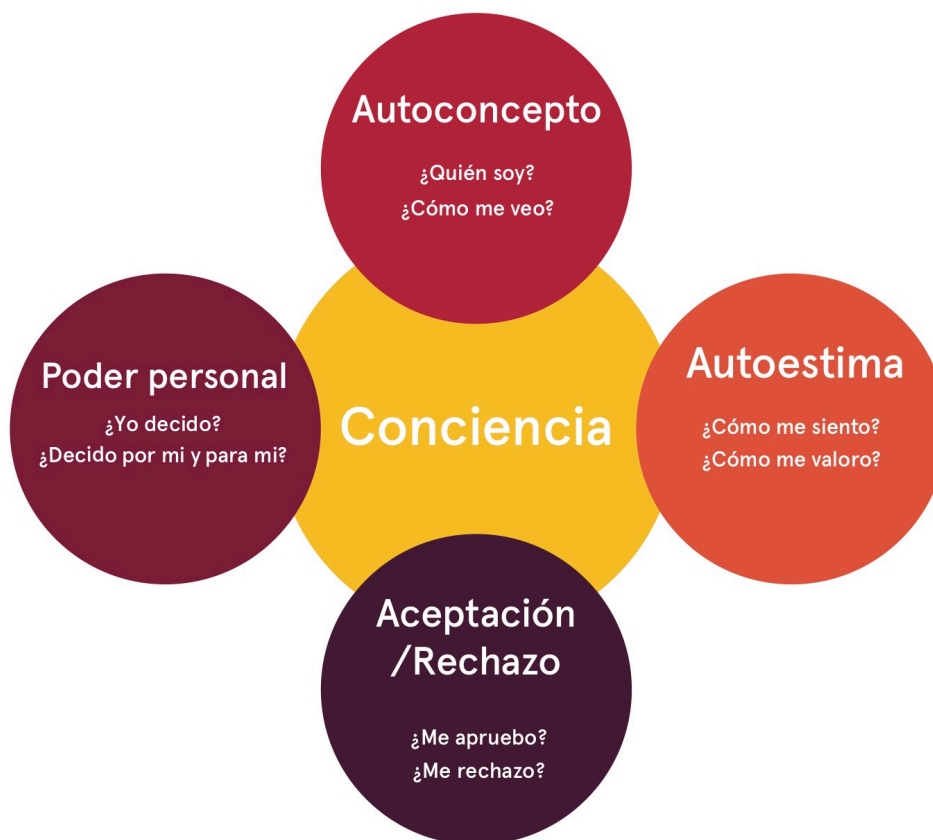 Autoconcepto
¿Quién soy?
¿Cómo me veo?
Poder personal
¿Yo decido?
¿Decido por mi y para mi?
Conciencia
Autoestima
¿Cómo me siento?
¿Cómo me valoro?
Aceptación
/Rechazo
¿Me apruebo?
¿Me rechazo?